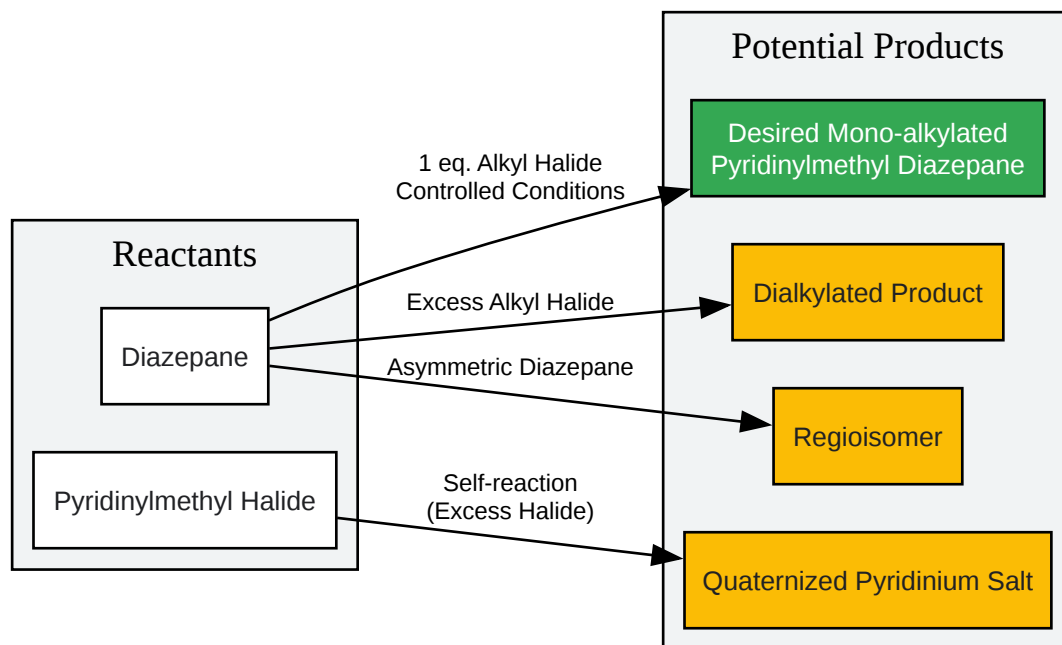 Potential Products
Desired Mono-alkylated
Pyridinylmethyl Diazepane
1 eq. Alkyl Halide
Controlled Conditions
Reactants
Excess Alkyl Halide
Dialkylated Product
Diazepane
Asymmetric Diazepane
Regioisomer
Pyridinylmethyl Halide
Self-reaction
(Excess Halide)
Quaternized Pyridinium Salt